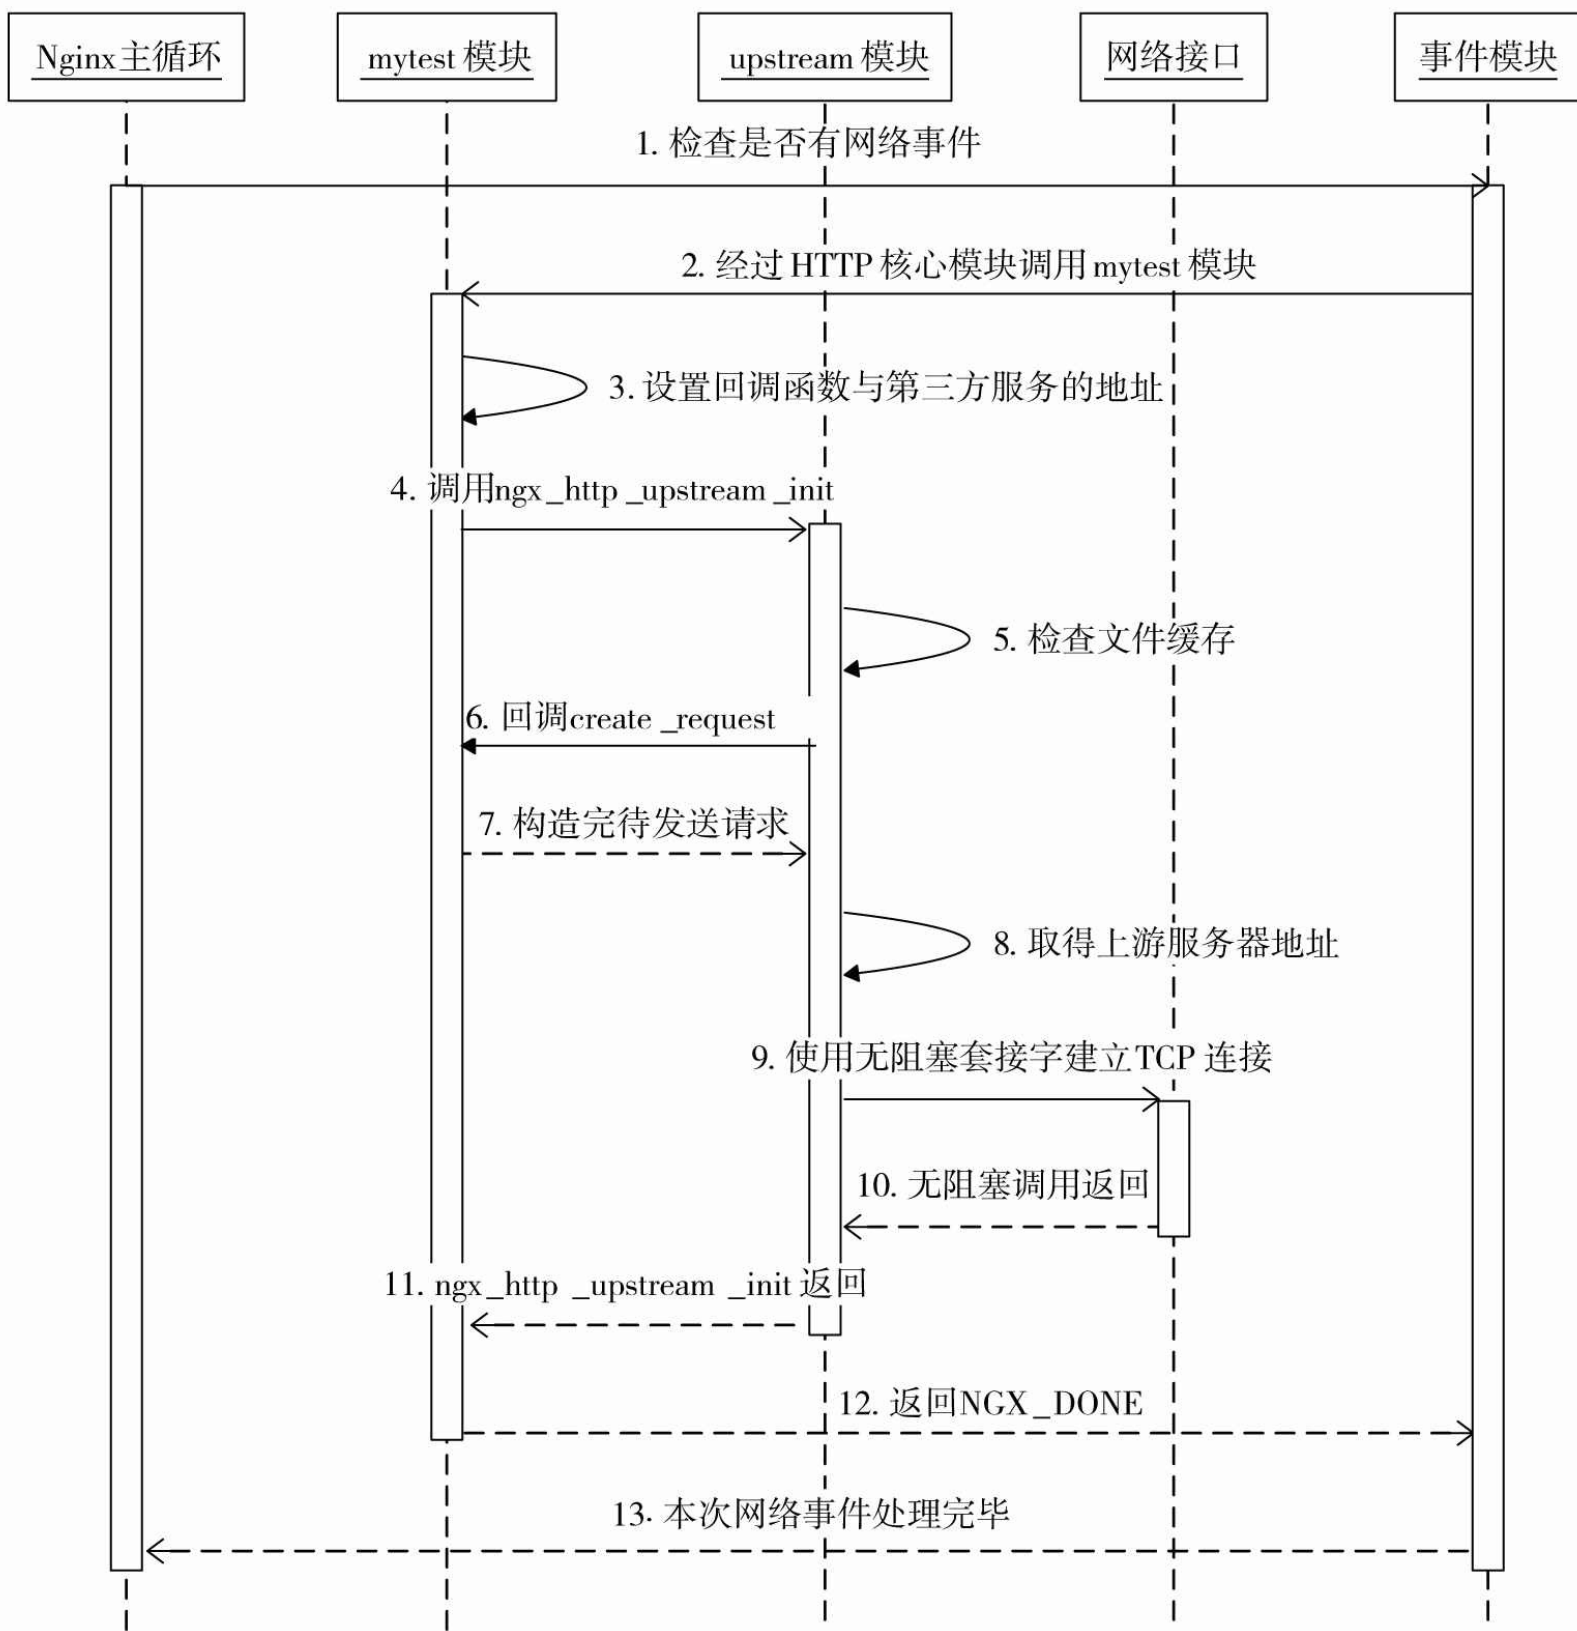 Nginx主循环
mytest 模块
upstream 模块
网络接口
事件模块
1. 检查是否有网络事件
2. 经过 HTTP 核心模块调用 mytest 模块
3. 设置回调函数与第三方服务的地址
4. 调用ngx_http_upstream_init
5. 检查文件缓存
6. 回调create_request
7. 构造完待发送请求
8. 取得上游服务器地址
9. 使用无阻塞套接字建立TCP 连接
10. 无阻塞调用返回
11. ngx_http_upstream_init 返回
12. 返回NGX_DONE
13. 本次网络事件处理完毕